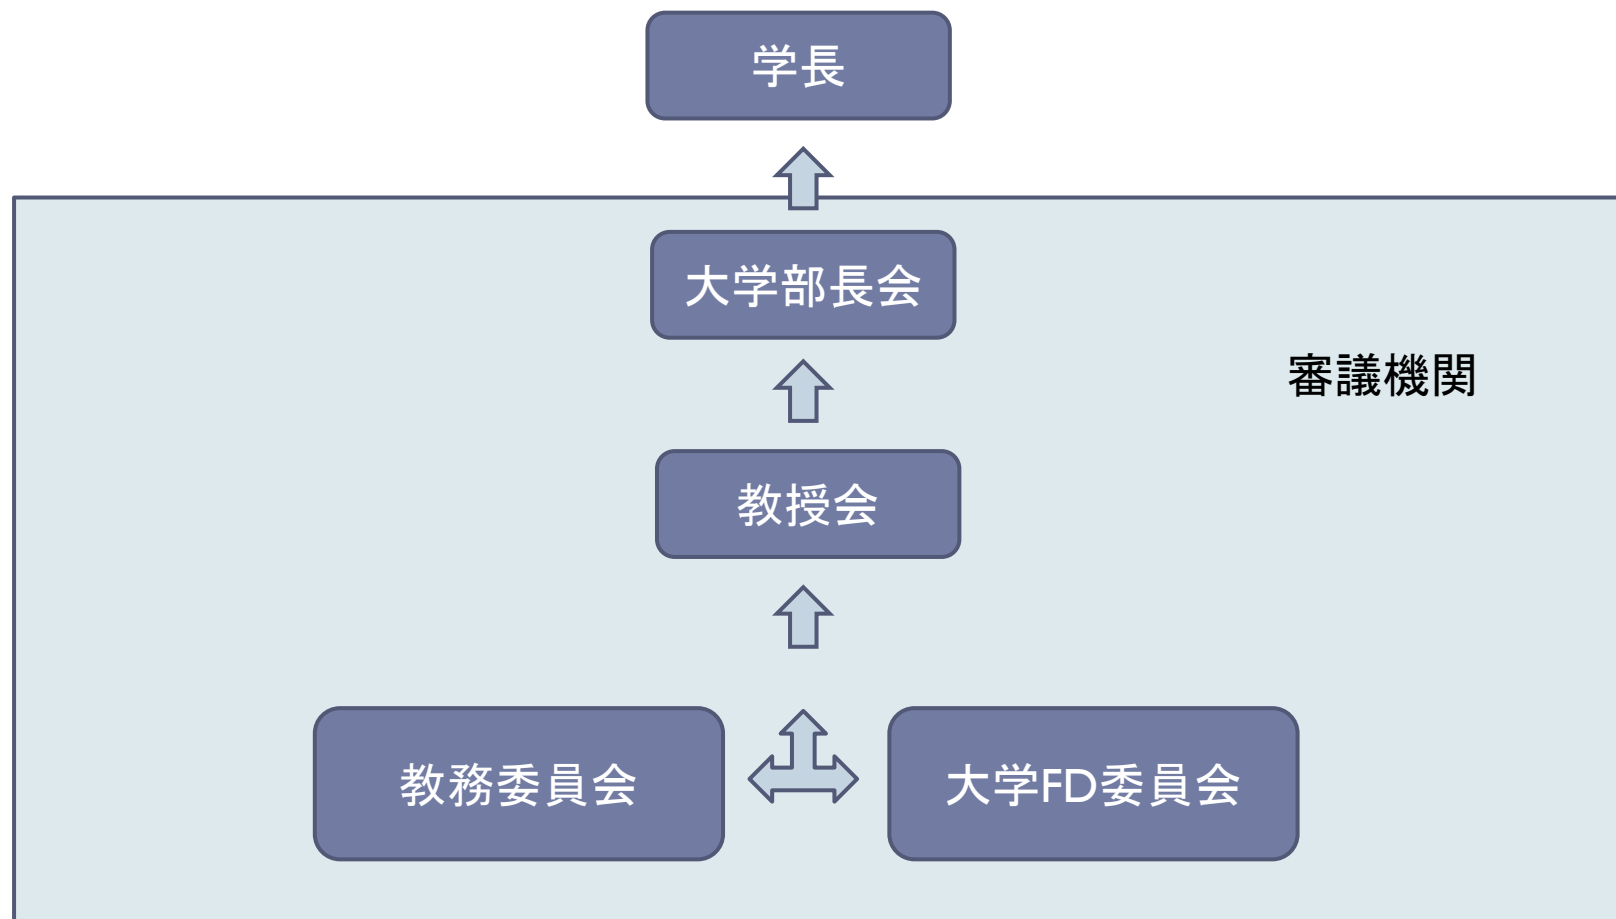 学長
大学部長会
審議機関
教授会
教務委員会
大学FD委員会